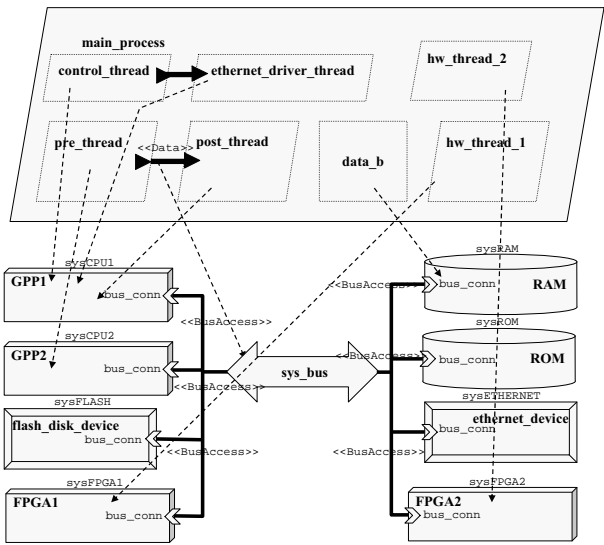 main_process
control_thread
ethernet_driver_thread
hw_thread_2
pre_thread
<<Data>>
post_thread
data_b
hw_thread_1
sysCPU1
GPP1
bus_conn
sysRAM
bus_conn
RAM
<<BusAccess>>
<<BusAccess>>
sysCPU2
GPP2
bus_conn
sys_bus
sysROM
<<BusAccess>>
bus_conn
ROM
<<BusAccess>>
sysFLASH
flash_disk_device
bus_conn
sysETHERNET
ethernet_device
bus_conn
<<BusAccess>>
<<BusAccess>>
sysFPGA1
FPGA1
bus_conn
sysFPGA2
FPGA2
bus_conn